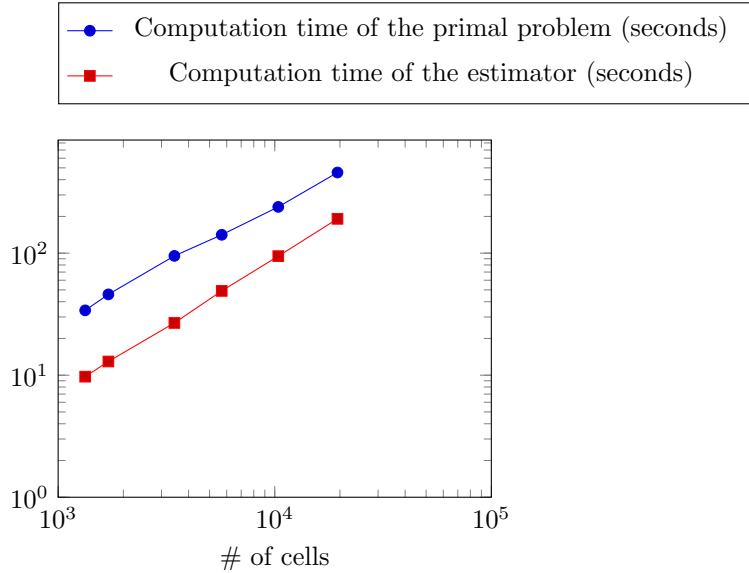 Computation time of the primal problem (seconds)
Computation time of the estimator (seconds)
10^2
10^1
10^0
10^3 10^4 10^5
# of cells